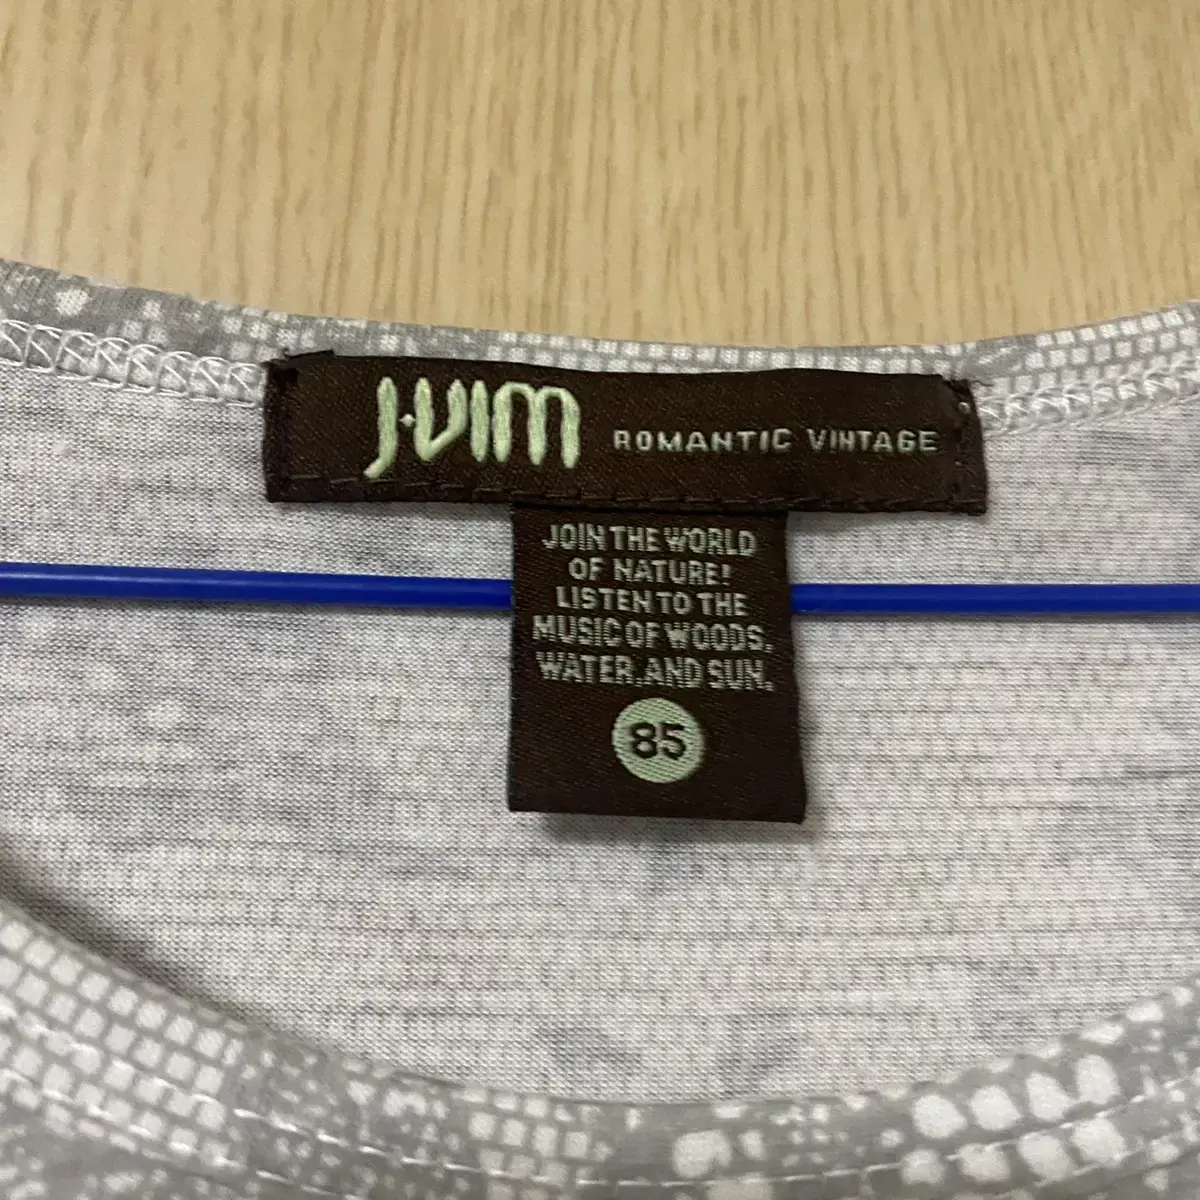 J·VIM ROMANTIC VINTAGE
JOIN THE WORLD
OF NATURE!
LISTEN TO THE
MUSIC OF WOODS.
WATER.AND SUN.
85